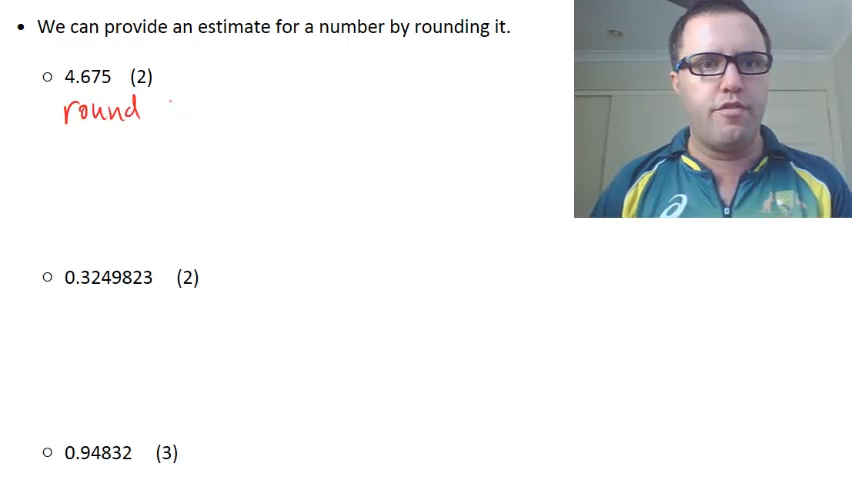 • We can provide an estimate for a number by rounding it.
○ 4.675 (2)
round
○ 0.3249823 (2)
○ 0.94832 (3)